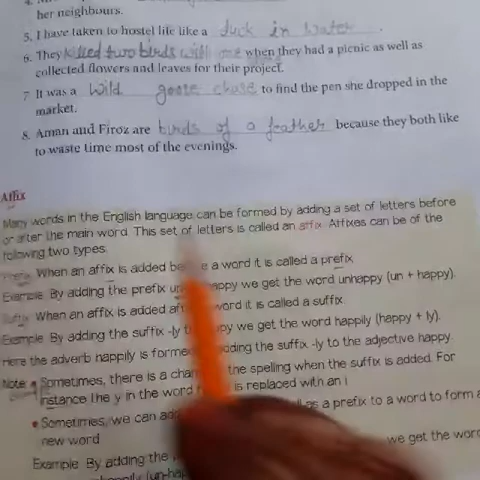 her neighbours.
5. I have taken to hostel life like a duck in water.
6. They killed two birds with when they had a picnic as well as
collected flowers and leaves for their project.
7. It was a wild goose chase to find the pen she dropped in the
market.
8. Aman and Firoz are birds of a feather because they both like
to waste time most of the evenings.
Affix
Many words in the English language can be formed by adding a set of letters before
or after the main word. This set of letters is called an affix. Affixes can be of the
following two types.
Prefix When an affix is added a word it is called a prefix.
Example: By adding the prefix happy we get the word unhappy (un + happy).
Suffix When an affix is added word it is called a suffix.
Example: By adding the suffix -ly we get the word happily (happy + ly).
Here the adverb happily is the suffix -ly to the adjective happy.
Note: Sometimes, there is a the spelling when the suffix is added. For
instance the y in the word is replaced with an i
Sometimes, we can as a prefix to a word to form a
new word
Example: By adding the we get the word